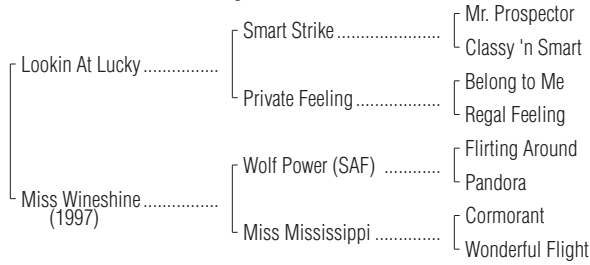 Mr. Prospector
Smart Strike ...................
Classy 'n Smart
Lookin At Lucky ................
Belong to Me
Private Feeling ..................
Regal Feeling
Flirting Around
Wolf Power (SAF) ............
Pandora
Miss Wineshine ................
(1997)
Cormorant
Miss Mississippi ..............
Wonderful Flight